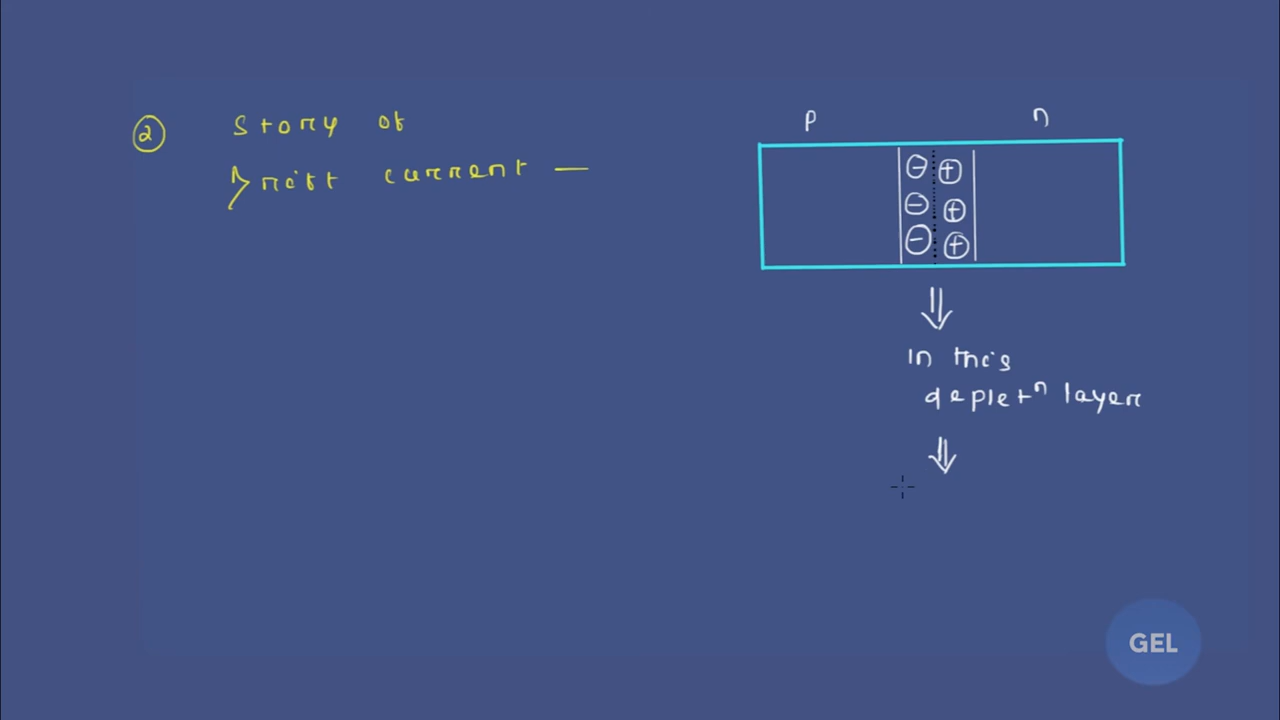 ② Story of
Drift current —
p n
⊖ ⊕
⊖ ⊕
⊖ ⊕
⇓
In this
depletⁿ layer
⇓
GEL